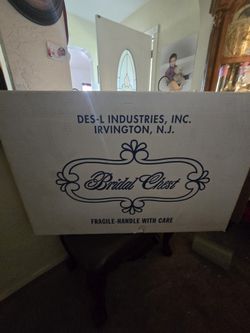 DES-L INDUSTRIES, INC.
IRVINGTON, N.J.
Bridal Chest
FRAGILE-HANDLE WITH CARE